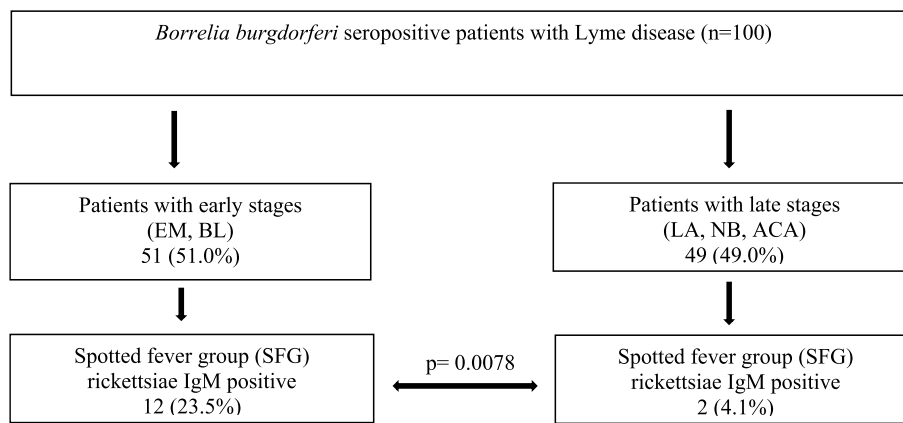 Borrelia burgdorferi seropositive patients with Lyme disease (n=100)
Patients with early stages
(EM, BL)
51 (51.0%)
Patients with late stages
(LA, NB, ACA)
49 (49.0%)
Spotted fever group (SFG)
rickettsiae IgM positive
12 (23.5%)
p= 0.0078
Spotted fever group (SFG)
rickettsiae IgM positive
2 (4.1%)